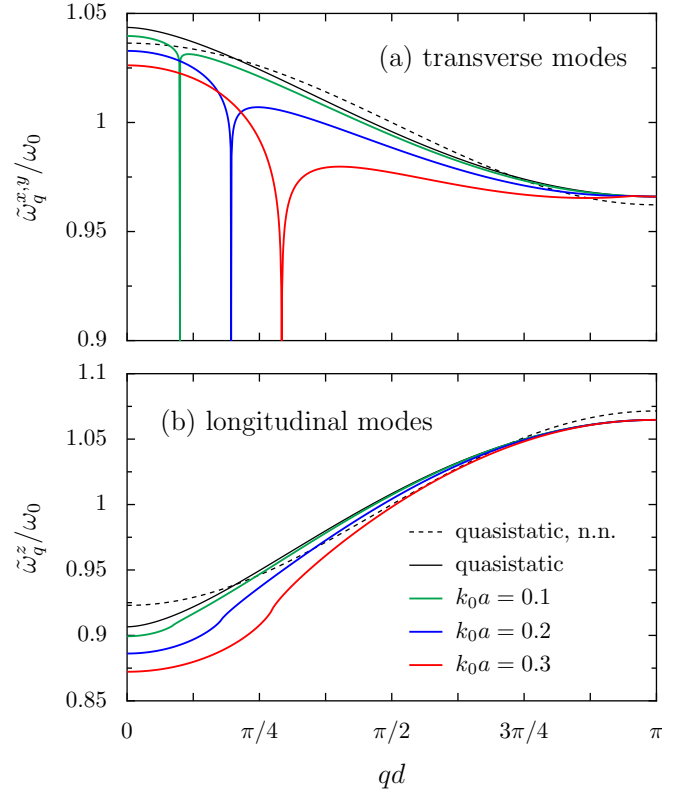 1.05
(a) transverse modes
1
0.95
0.9
ω̃_q^{x,y}/ω_0
1.1
(b) longitudinal modes
1.05
1
0.95
0.9
0.85
ω̃_q^z/ω_0
quasistatic, n.n.
quasistatic
k_0a = 0.1
k_0a = 0.2
k_0a = 0.3
0 π/4 π/2 3π/4 π
qd